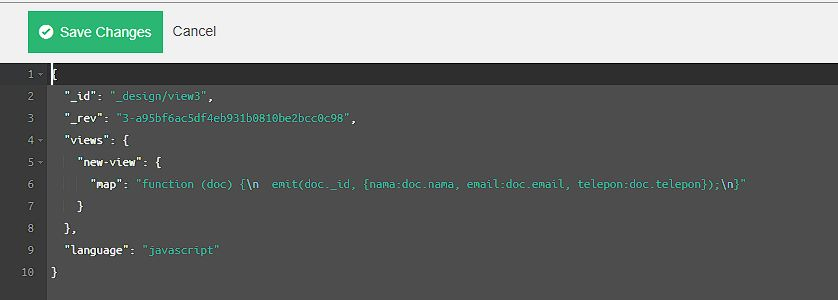 Save Changes Cancel
1 {
2 "_id": "_design/view3",
3 "_rev": "3-a95bf6ac5df4eb931b0810be2bcc0c98",
4 "views": {
5 "new-view": {
6 "map": "function (doc) {\n  emit(doc._id, {nama:doc.nama, email:doc.email, telepon:doc.telepon});\n}"
7 }
8 },
9 "language": "javascript"
10 }